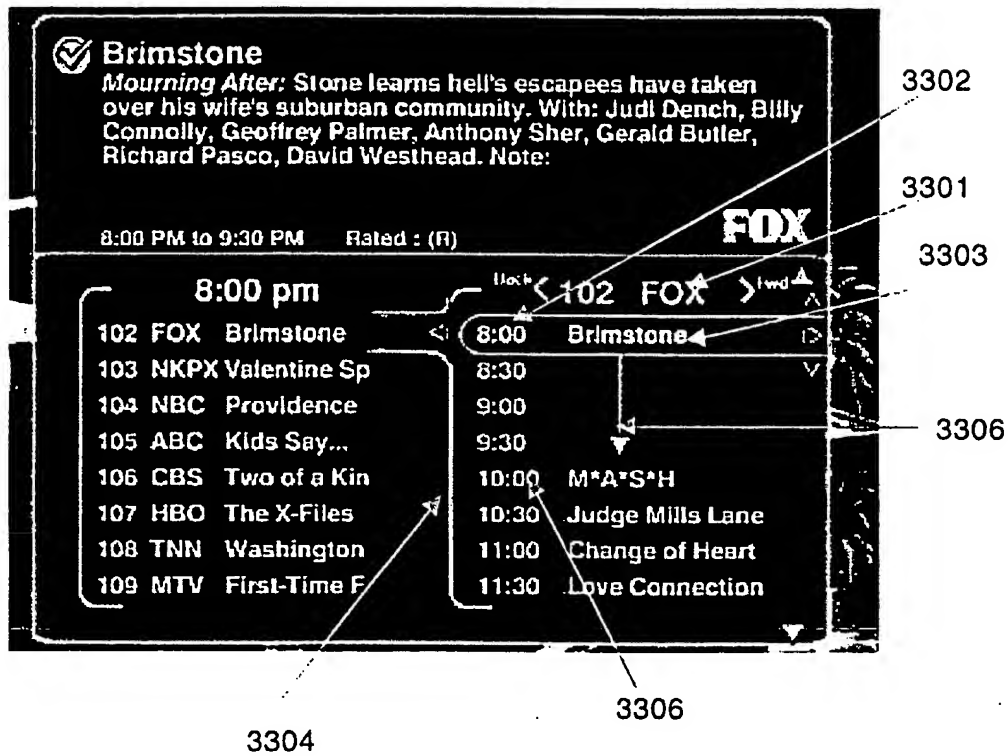 Brimstone
Mourning After: Stone learns hell's escapees have taken
over his wife's suburban community. With: Judi Dench, Billy
Connolly, Geoffrey Palmer, Anthony Sher, Gerald Butler,
Richard Pasco, David Westhead. Note:
8:00 PM to 9:30 PM Rated : (R)
FOX
8:00 pm
102 FOX Brimstone
103 NKPX Valentine Sp
104 NBC Providence
105 ABC Kids Say...
106 CBS Two of a Kin
107 HBO The X-Files
108 TNN Washington
109 MTV First-Time F
Back < 102 FOX > Fwd
8:00 Brimstone
8:30
9:00
9:30
10:00 M*A*S*H
10:30 Judge Mills Lane
11:00 Change of Heart
11:30 Love Connection
3302
3301
3303
3306
3306
3304